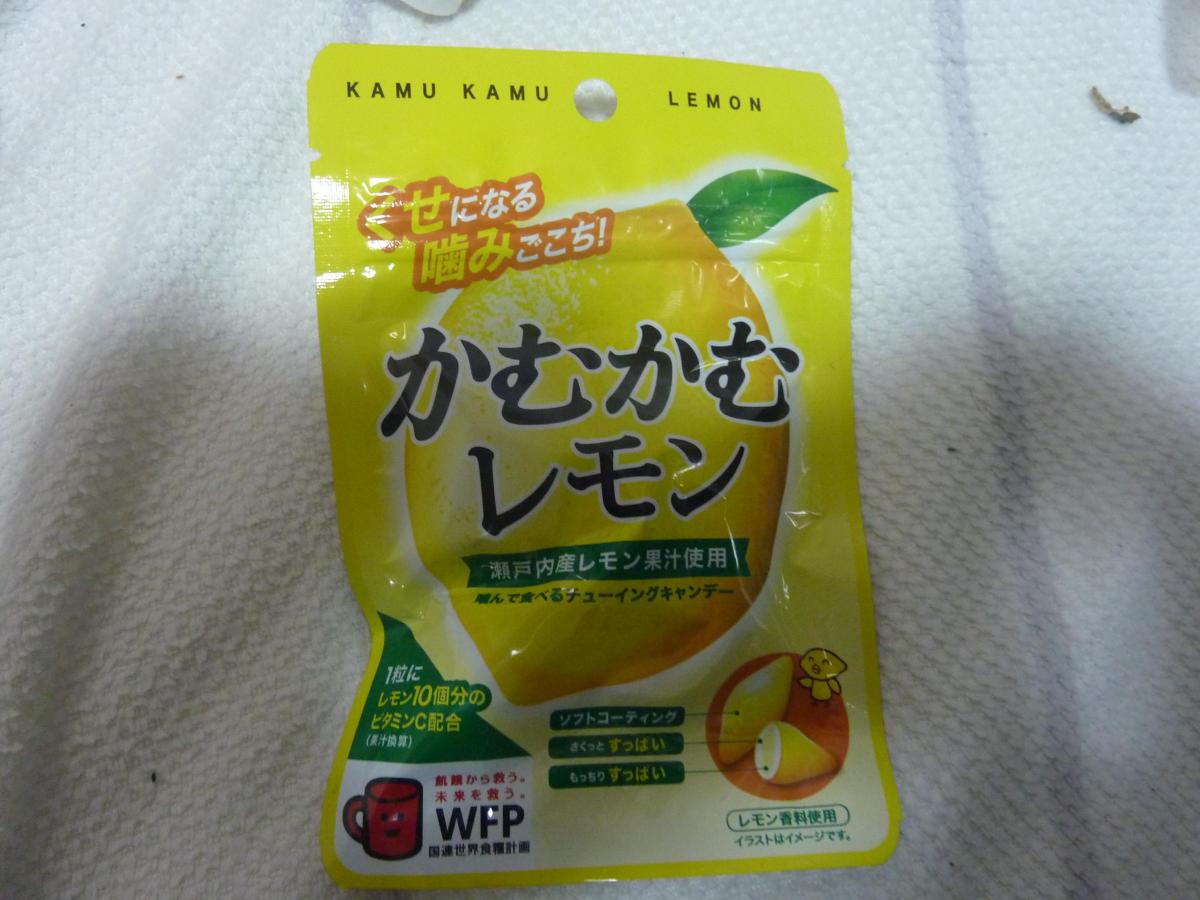 KAMU KAMU LEMON
くせになる
噛みごこち!
かむかむ
レモン
瀬戸内産レモン果汁使用
噛んで食べるチューイングキャンデー
1粒に
レモン10個分の
ビタミンC配合
(果汁換算)
ソフトコーティング
さくっとすっぱい
もっちりすっぱい
飢餓から救う。
未来を救う。
WFP
国連世界食糧計画
レモン香料使用
イラストはイメージです。